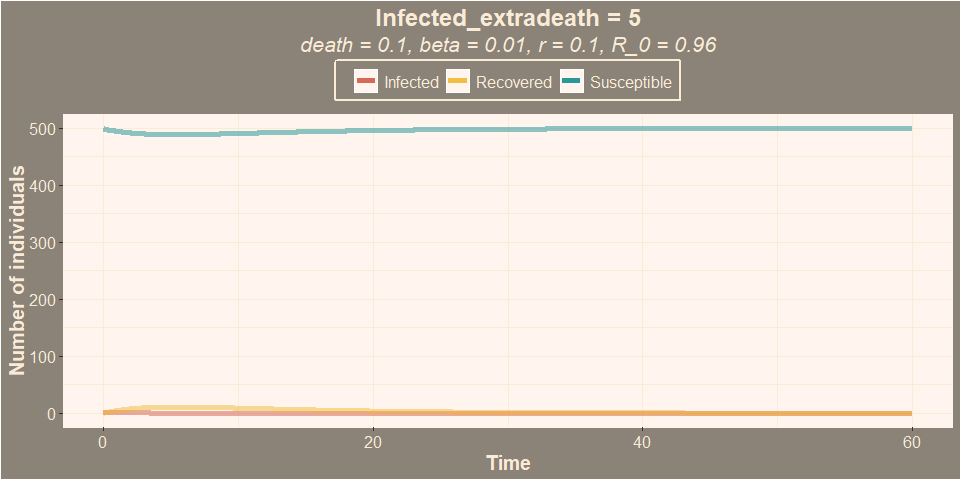 Infected_extradeath = 5
death = 0.1, beta = 0.01, r = 0.1, R_0 = 0.96
Infected Recovered Susceptible
Number of individuals
500
400
300
200
100
0
0 20 40 60
Time